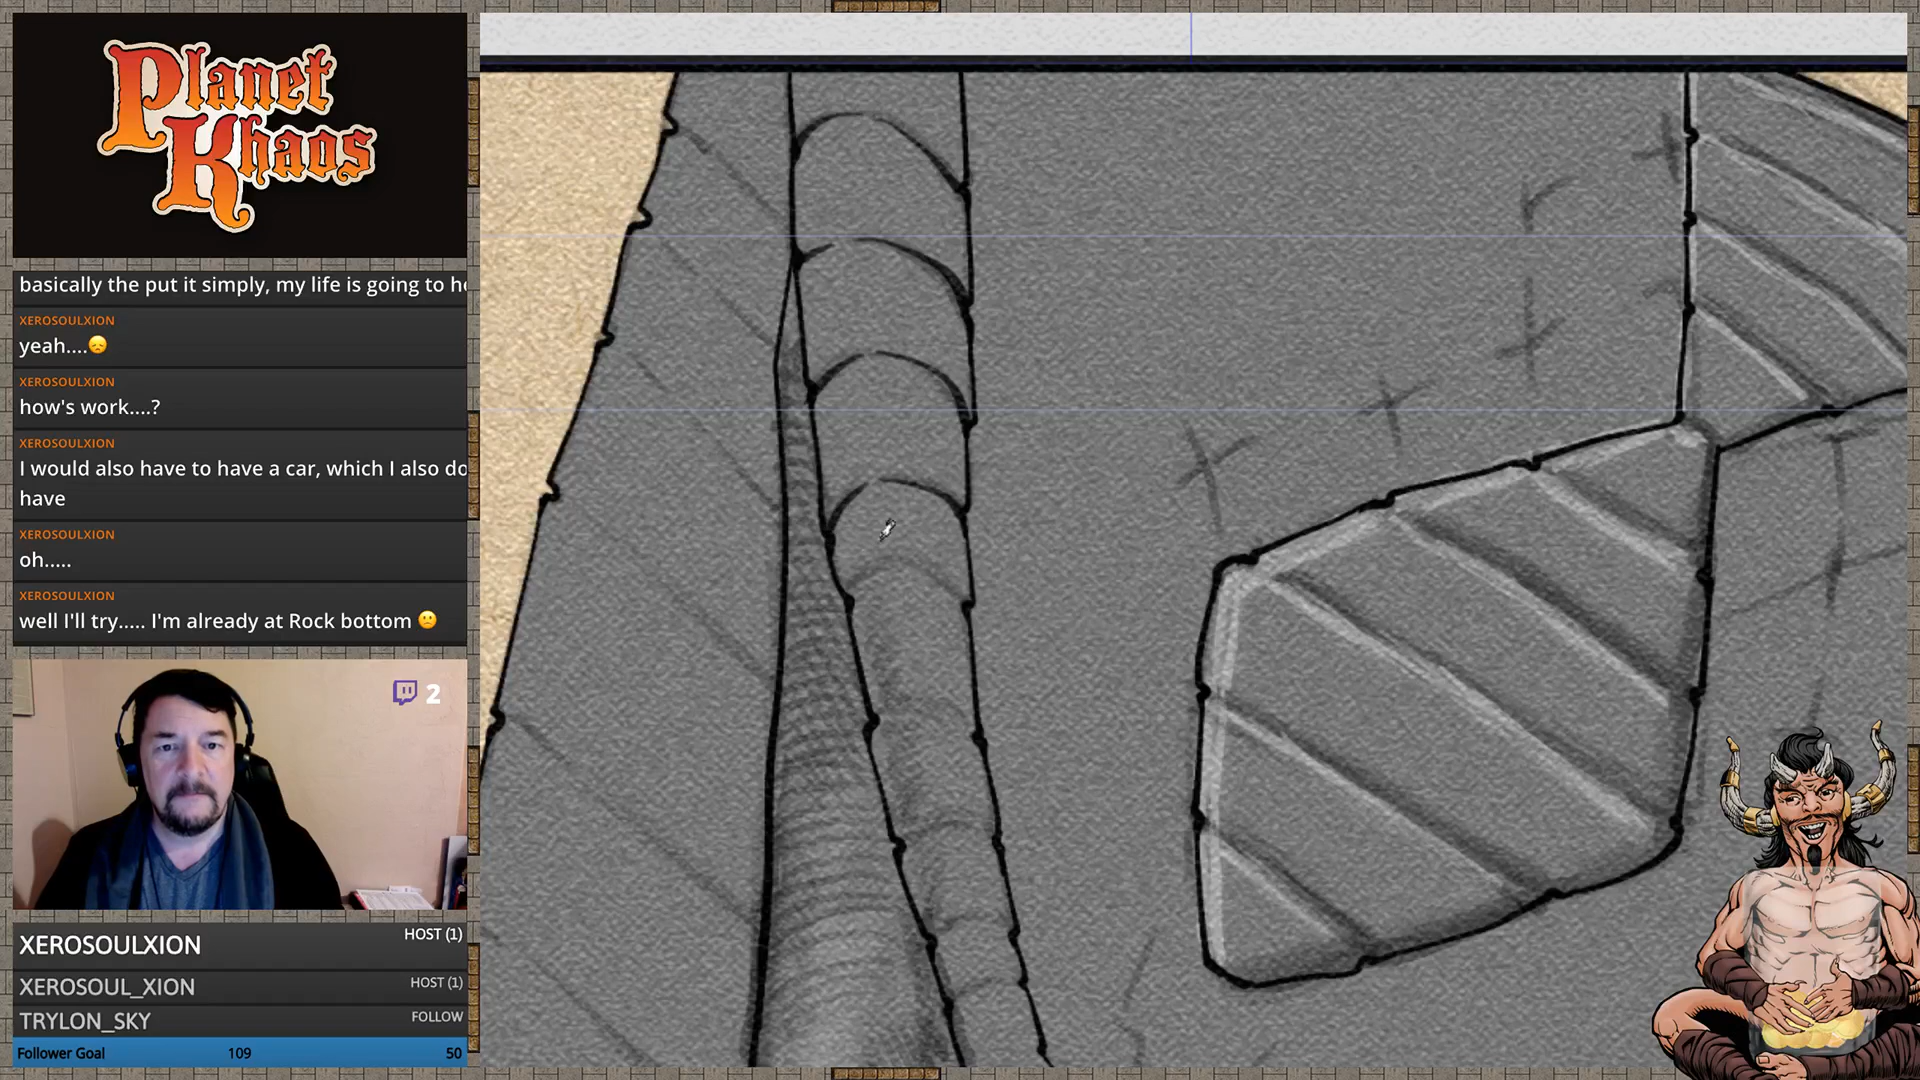 Planet
Khaos
basically the put it simply, my life is going to he
XEROSOULXION
yeah....😞
XEROSOULXION
how's work....?
XEROSOULXION
I would also have to have a car, which I also do
have
XEROSOULXION
oh.....
XEROSOULXION
well I'll try..... I'm already at Rock bottom 🙁
2
XEROSOULXION HOST (1)
XEROSOUL_XION HOST (1)
TRYLON_SKY FOLLOW
Follower Goal 109 50